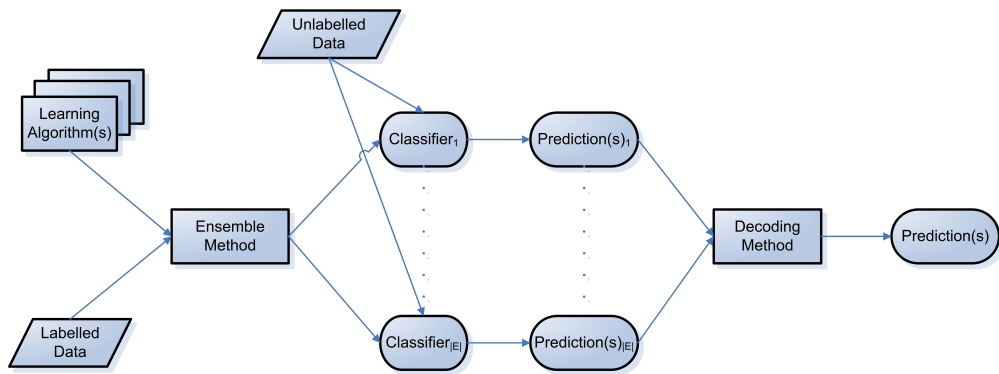 Unlabelled
Data
Learning
Algorithm(s)
Classifier₁
Prediction(s)₁
Ensemble
Method
Decoding
Method
Prediction(s)
Labelled
Data
Classifier|E|
Prediction(s)|E|